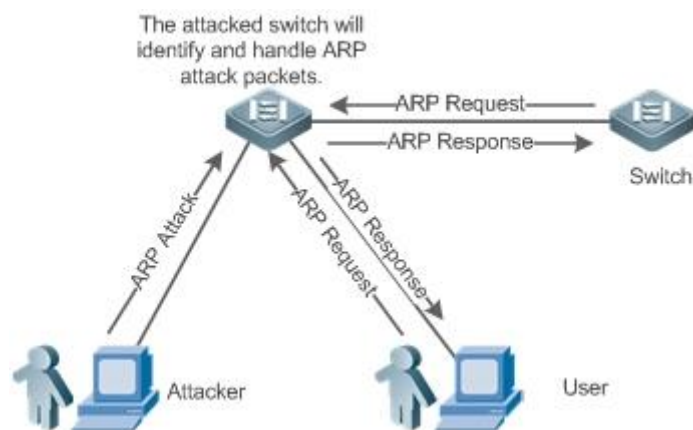 The attacked switch will
identify and handle ARP
attack packets.
ARP Request
ARP Response
Switch
ARP Attack
ARP Response
ARP Request
Attacker
User